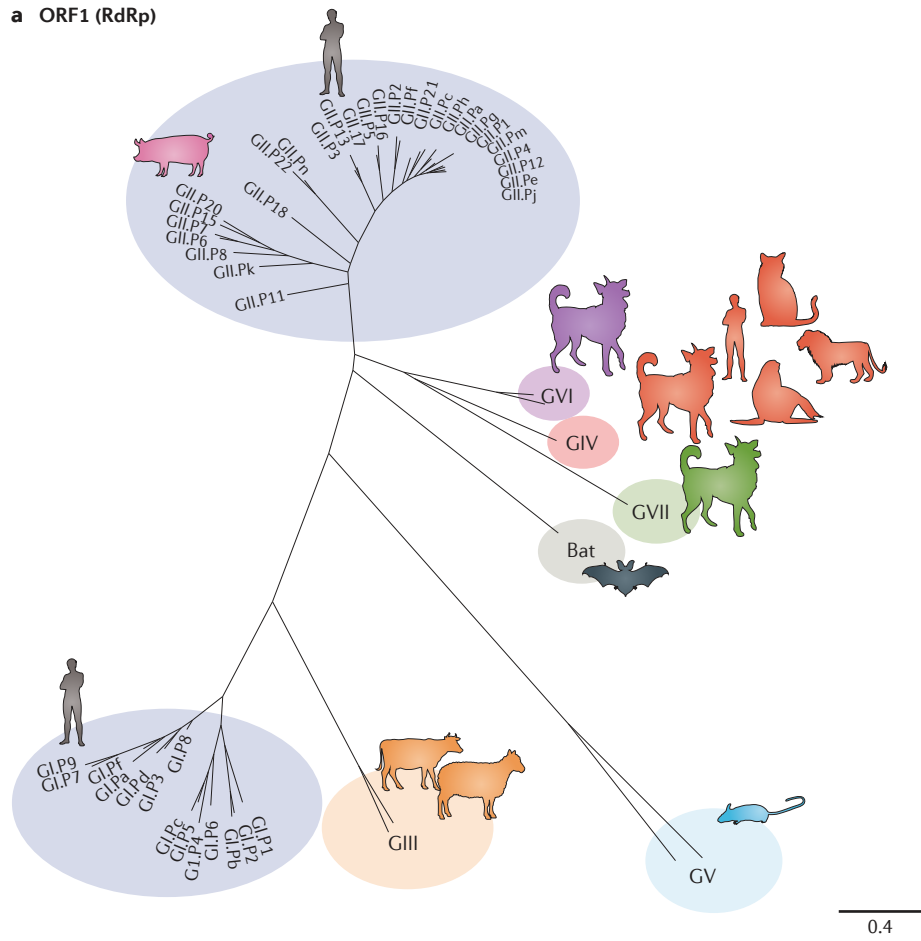 a ORF1 (RdRp)
GII.P20
GII.P15
GII.P7
GII.P6
GII.P8
GII.Pk
GII.P11
GII.P18
GII.P22
GII.Pn
GII.P3
GII.P13
GII.17
GII.P5
GII.P16
GII.P2
GII.Pf
GII.P21
GII.Pc
GII.Ph
GII.Pa
GII.Pg
GII.P1
GII.Pm
GII.P4
GII.P12
GII.Pe
GII.Pj
GVI
GIV
GVII
Bat
GI.P9
GI.P7
GI.Pf
GI.Pa
GI.Pd
GI.P3
GI.P8
GI.Pc
GI.P5
G1.P4
GI.P6
GI.Pb
GI.P2
GI.P1
GIII
GV
0.4